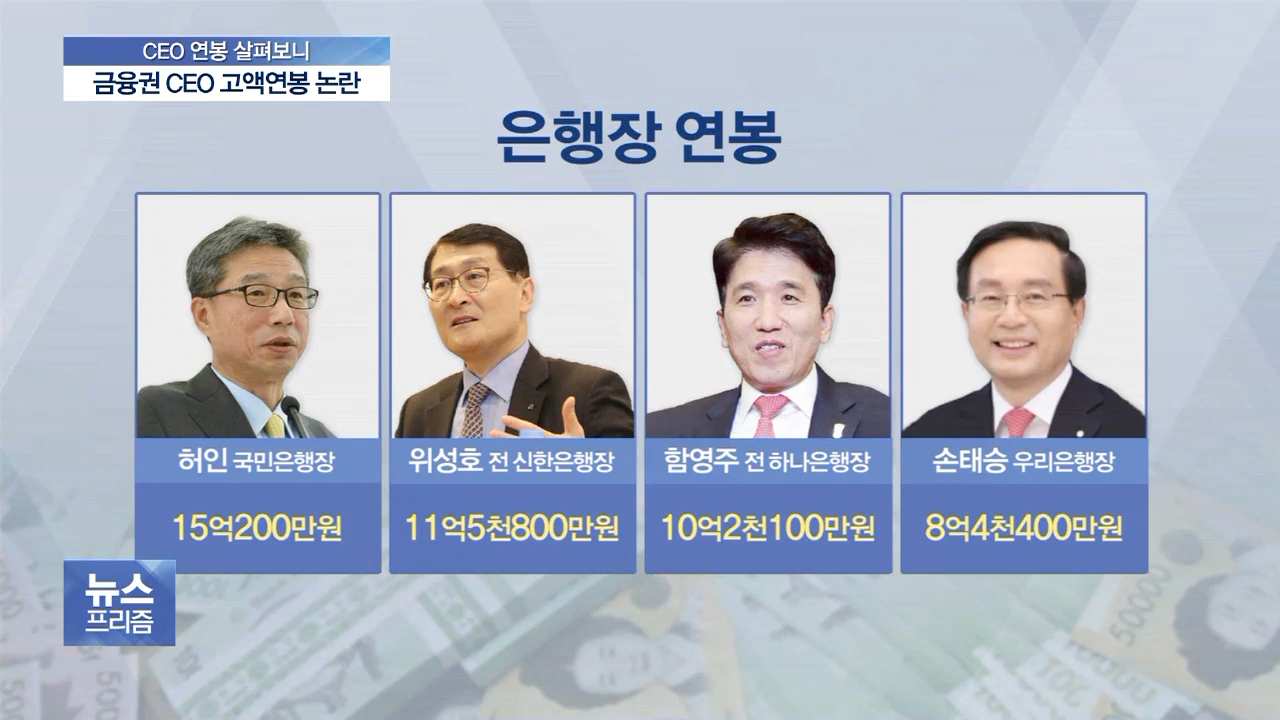 CEO 연봉 살펴보니
금융권 CEO 고액연봉 논란
은행장 연봉
허인 국민은행장
15억200만원
위성호 전 신한은행장
11억5천800만원
함영주 전 하나은행장
10억2천100만원
손태승 우리은행장
8억4천400만원
뉴스
프리즘
50000